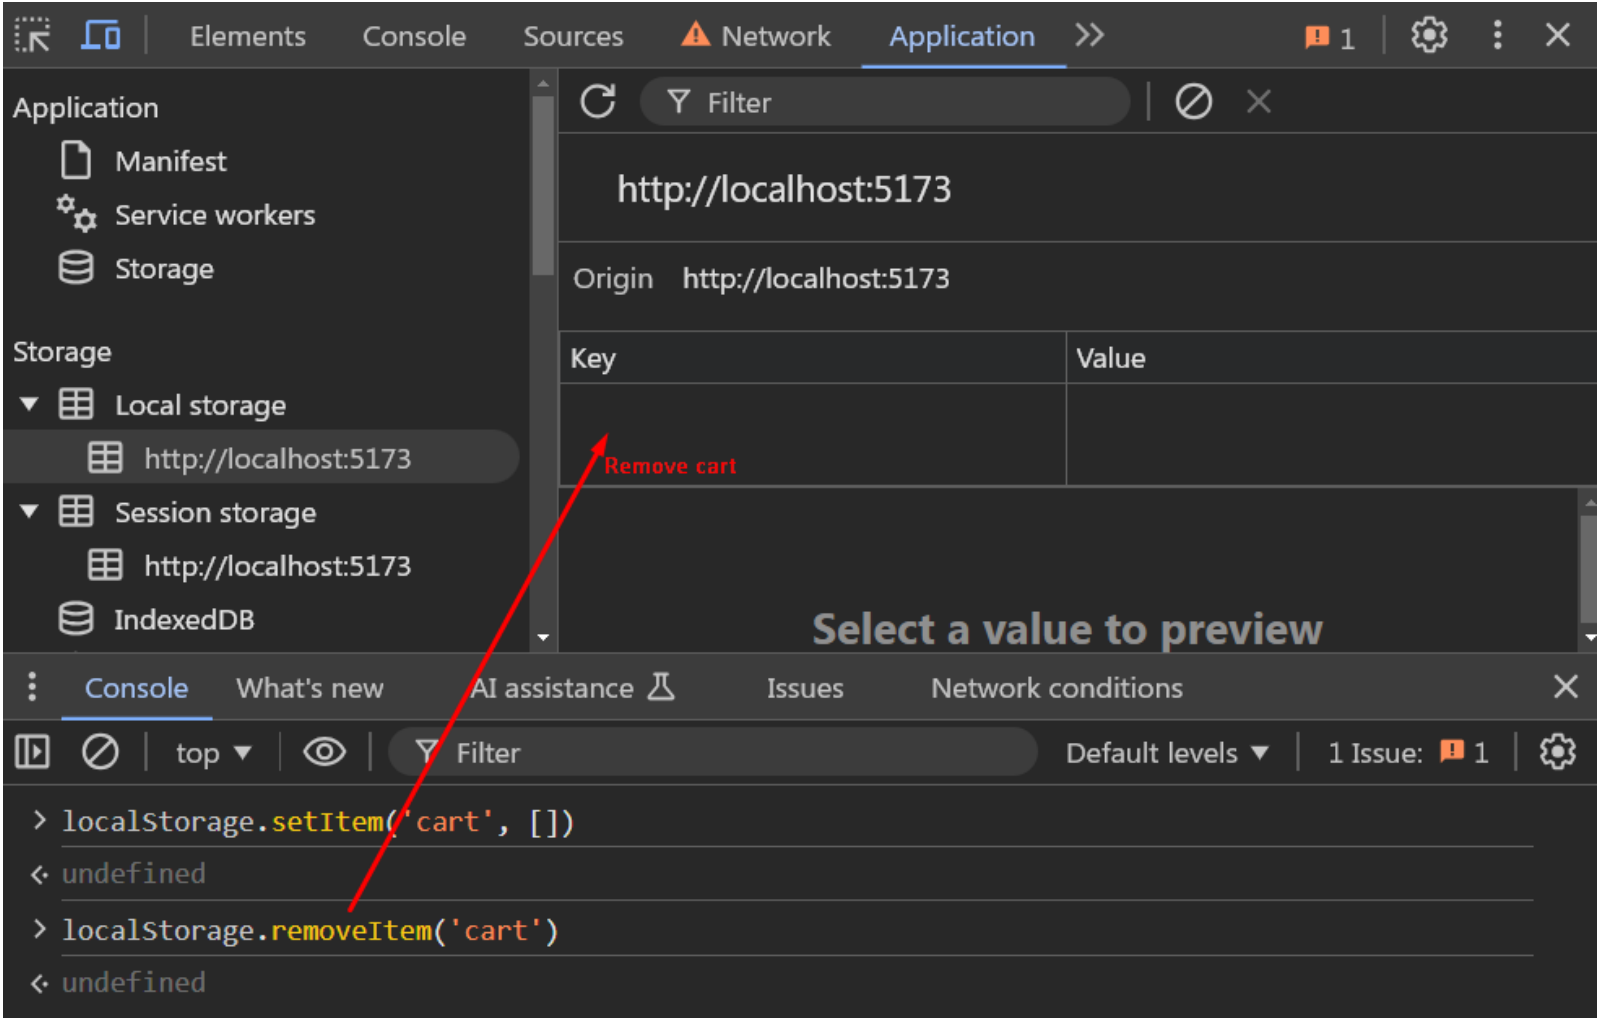 Elements Console Sources Network Application 1
Application
Manifest
Service workers
Storage
Storage
Local storage
http://localhost:5173
Session storage
http://localhost:5173
IndexedDB
Filter
http://localhost:5173
Origin http://localhost:5173
Key Value
Remove cart
Select a value to preview
Console What's new AI assistance Issues Network conditions
top Filter Default levels 1 Issue: 1
localStorage.setItem('cart', [])
undefined
localStorage.removeItem('cart')
undefined